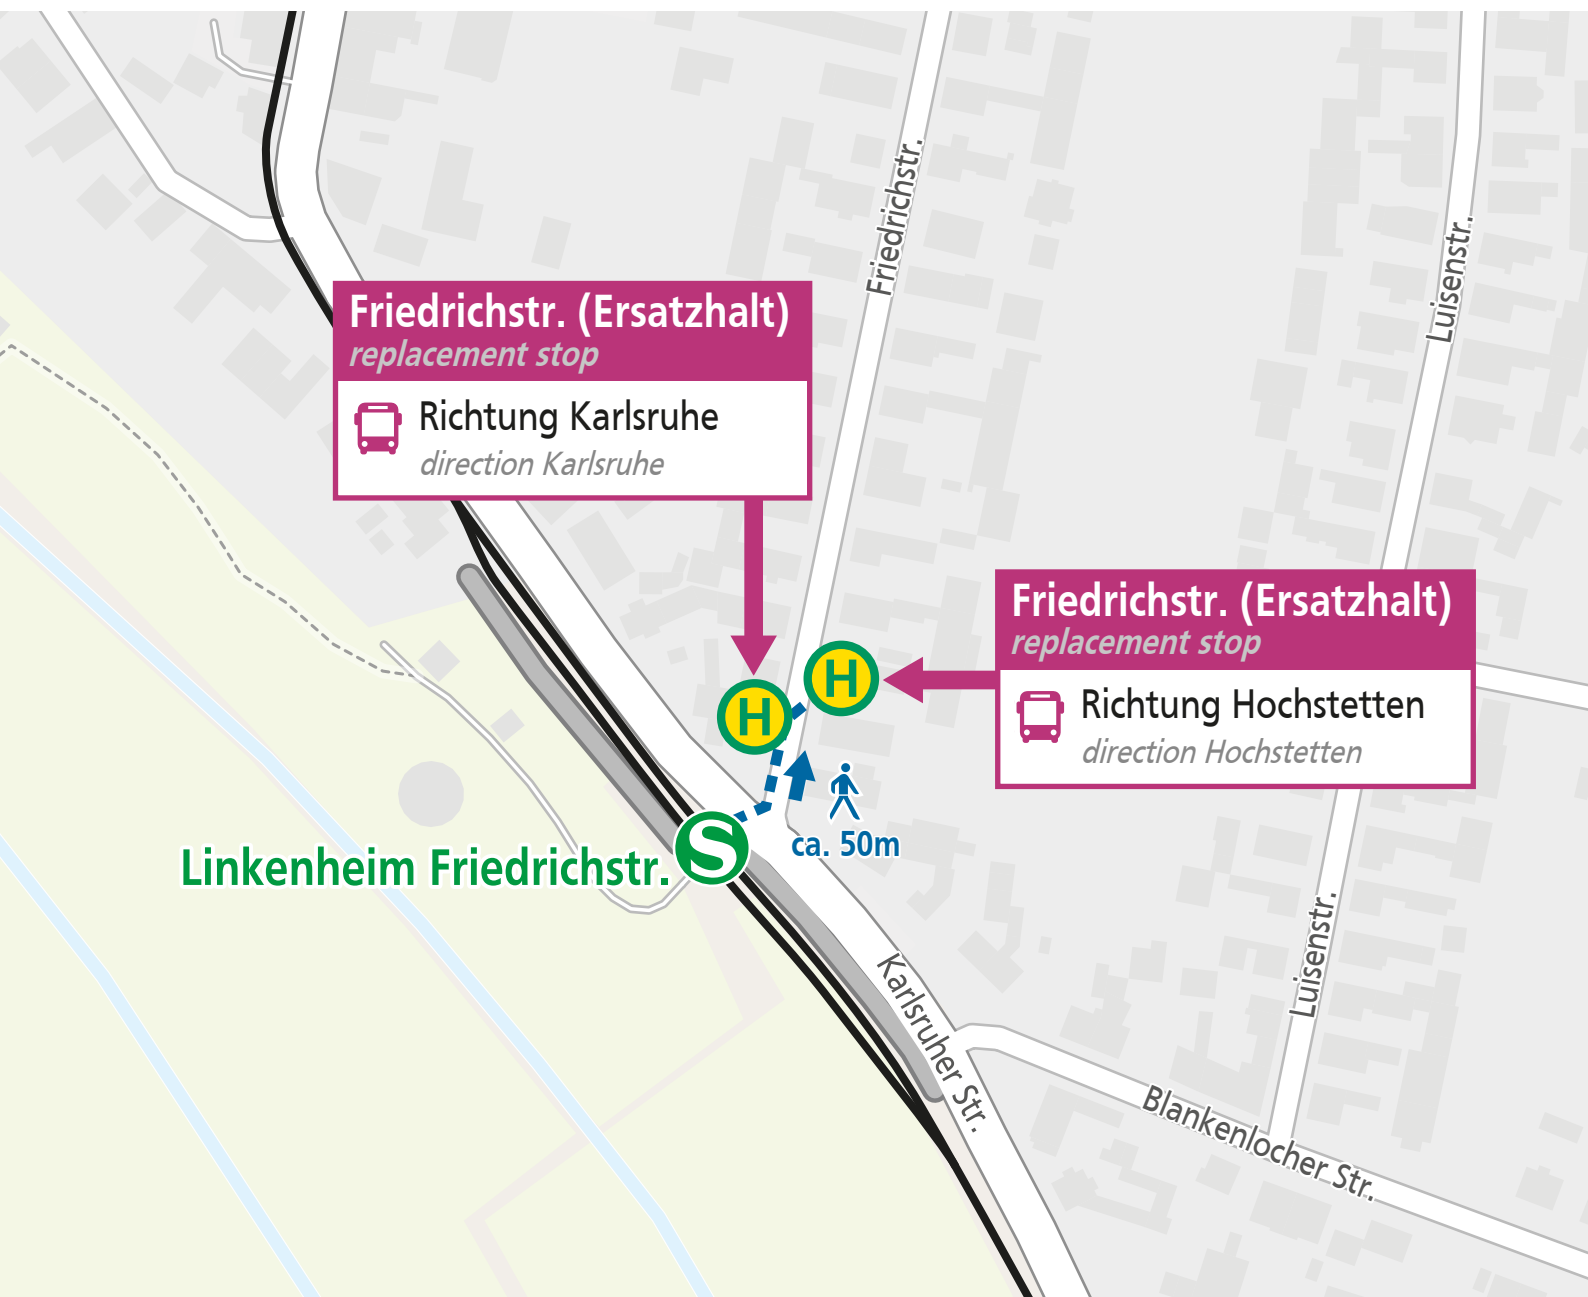 Friedrichstr.
Luisenstr.
Friedrichstr. (Ersatzhalt)
replacement stop
Richtung Karlsruhe
direction Karlsruhe
Friedrichstr. (Ersatzhalt)
replacement stop
Richtung Hochstetten
direction Hochstetten
H
H
ca. 50m
S
Linkenheim Friedrichstr.
Luisenstr.
Karlsruher Str.
Blankenlocher Str.